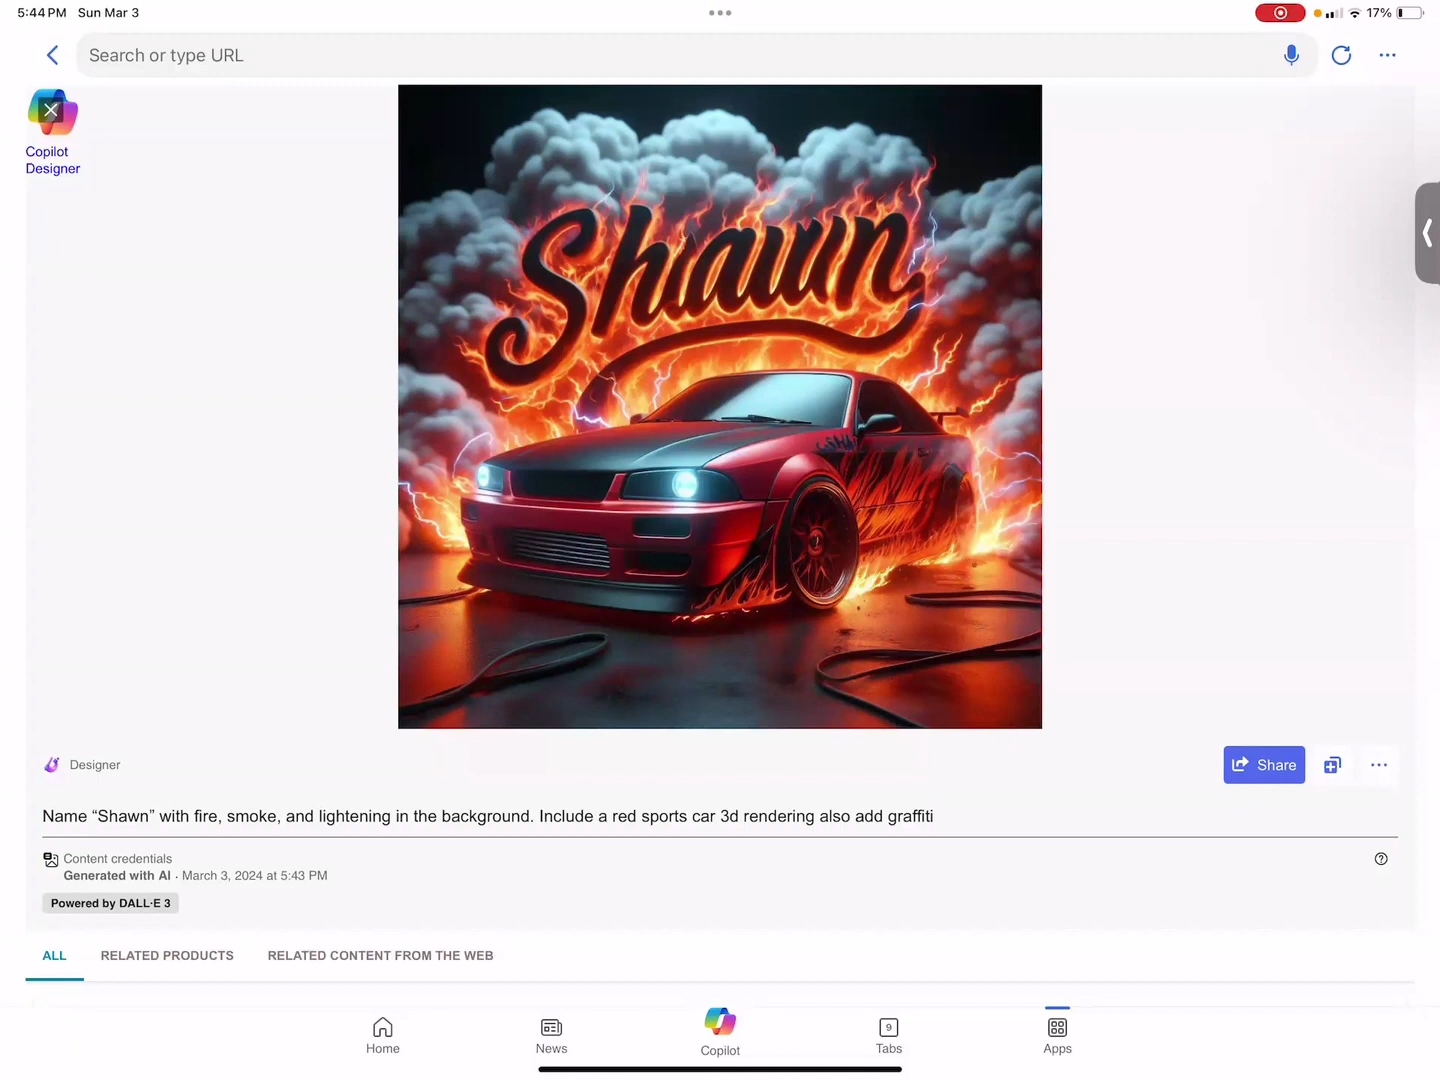 5:44 PM Sun Mar 3
17%
Search or type URL
Copilot
Designer
Shawn
Designer
Share
Name “Shawn” with fire, smoke, and lightening in the background. Include a red sports car 3d rendering also add graffiti
Content credentials
Generated with AI · March 3, 2024 at 5:43 PM
Powered by DALL·E 3
ALL RELATED PRODUCTS RELATED CONTENT FROM THE WEB
9
Home News Copilot Tabs Apps